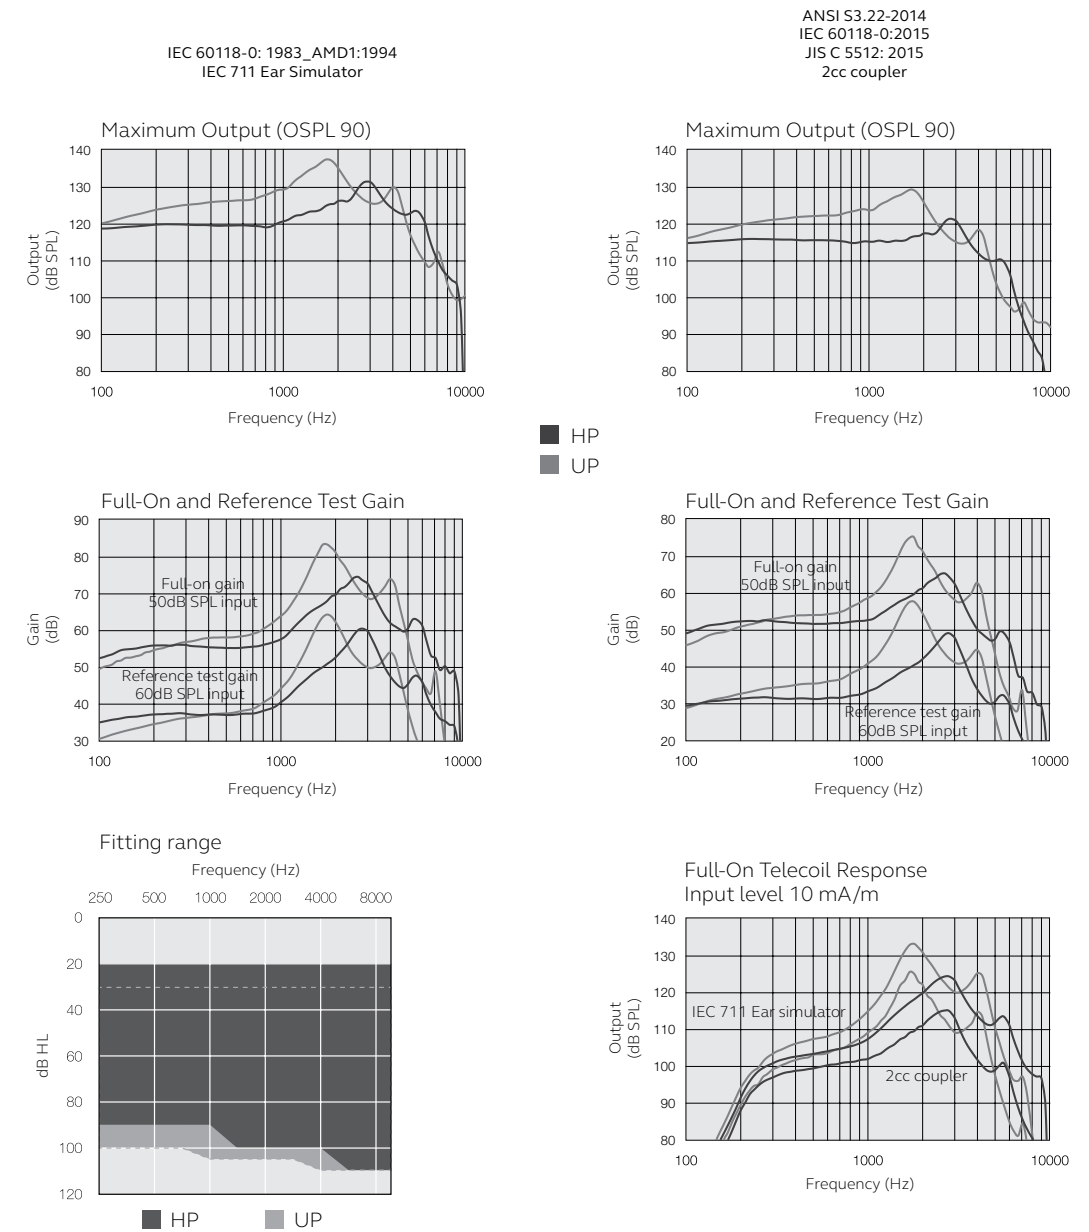 IEC 60118-0: 1983_AMD1:1994
IEC 711 Ear Simulator
ANSI S3.22-2014
IEC 60118-0:2015
JIS C 5512: 2015
2cc coupler
Maximum Output (OSPL 90)
140
130
120
110
100
90
80
Output
(dB SPL)
100 1000 10000
Frequency (Hz)
Maximum Output (OSPL 90)
140
130
120
110
100
90
80
Output
(dB SPL)
100 1000 10000
Frequency (Hz)
HP
UP
Full-On and Reference Test Gain
90
80
70
60
50
40
30
Gain
(dB)
Full-on gain
50dB SPL input
Reference test gain
60dB SPL input
100 1000 10000
Frequency (Hz)
Full-On and Reference Test Gain
80
70
60
50
40
30
20
Gain
(dB)
Full-on gain
50dB SPL input
Reference test gain
60dB SPL input
100 1000 10000
Frequency (Hz)
Fitting range
Frequency (Hz)
250 500 1000 2000 4000 8000
0
20
40
60
80
100
120
dB HL
HP UP
Full-On Telecoil Response
Input level 10 mA/m
140
130
120
110
100
90
80
Output
(dB SPL)
IEC 711 Ear simulator
2cc coupler
100 1000 10000
Frequency (Hz)